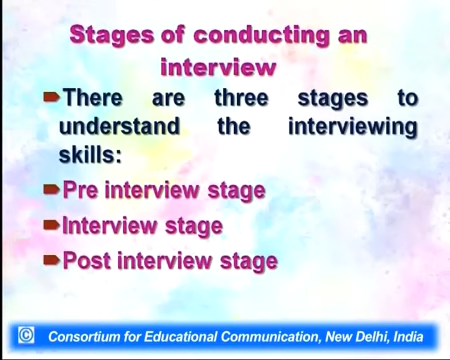 Stages of conducting an
interview
There are three stages to
understand the interviewing
skills:
Pre interview stage
Interview stage
Post interview stage
© Consortium for Educational Communication, New Delhi, India